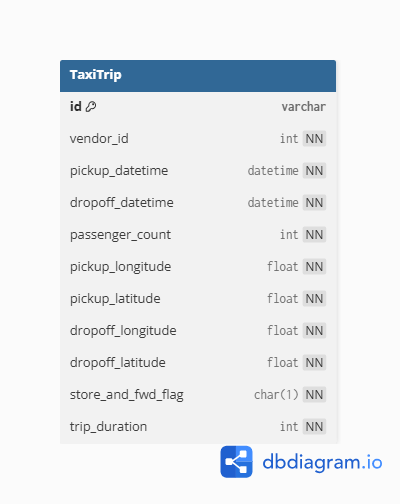 TaxiTrip
id varchar
vendor_id int NN
pickup_datetime datetime NN
dropoff_datetime datetime NN
passenger_count int NN
pickup_longitude float NN
pickup_latitude float NN
dropoff_longitude float NN
dropoff_latitude float NN
store_and_fwd_flag char(1) NN
trip_duration int NN
dbdiagram.io